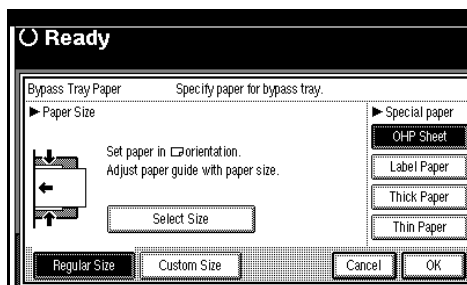 Ready
Bypass Tray Paper Specify paper for bypass tray.
► Paper Size ► Special paper
OHP Sheet
Set paper in orientation.
Adjust paper guide with paper size.
Label Paper
Thick Paper
Select Size
Thin Paper
Regular Size Custom Size Cancel OK